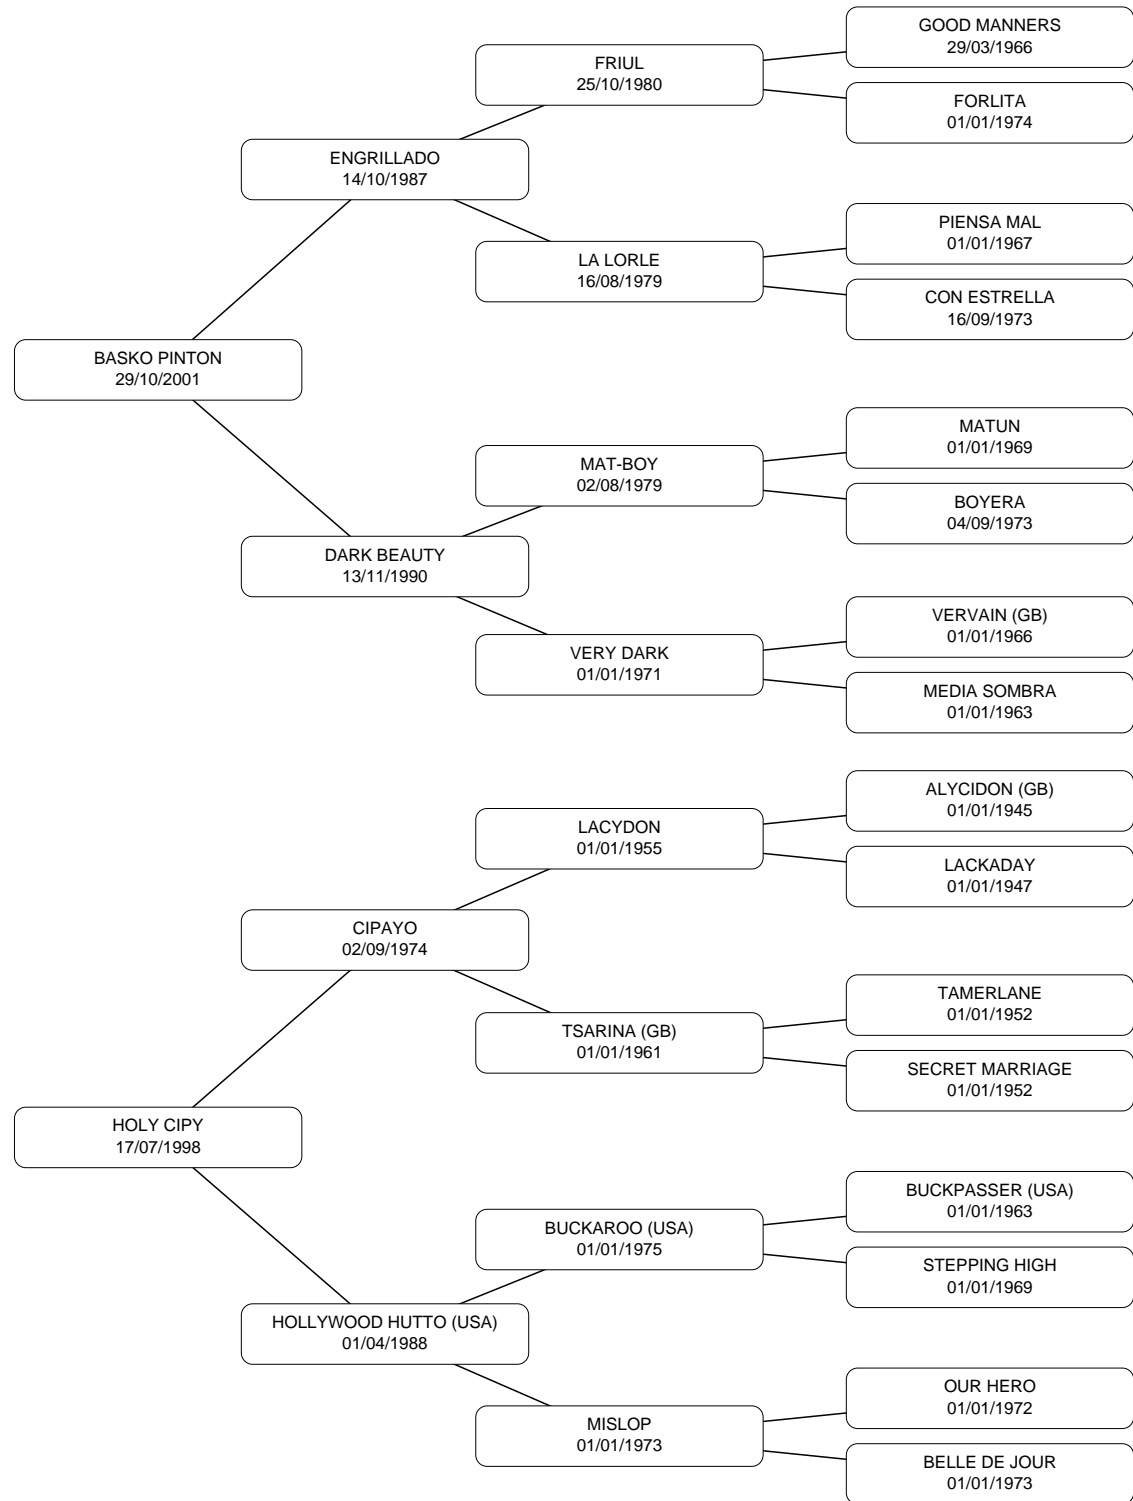 GOOD MANNERS
29/03/1966
FRIUL
25/10/1980
FORLITA
01/01/1974
ENGRILLADO
14/10/1987
PIENSA MAL
01/01/1967
LA LORLE
16/08/1979
CON ESTRELLA
16/09/1973
BASKO PINTON
29/10/2001
MATUN
01/01/1969
MAT-BOY
02/08/1979
BOYERA
04/09/1973
DARK BEAUTY
13/11/1990
VERVAIN (GB)
01/01/1966
VERY DARK
01/01/1971
MEDIA SOMBRA
01/01/1963
ALYCIDON (GB)
01/01/1945
LACYDON
01/01/1955
LACKADAY
01/01/1947
CIPAYO
02/09/1974
TAMERLANE
01/01/1952
TSARINA (GB)
01/01/1961
SECRET MARRIAGE
01/01/1952
HOLY CIPY
17/07/1998
BUCKPASSER (USA)
01/01/1963
BUCKAROO (USA)
01/01/1975
STEPPING HIGH
01/01/1969
HOLLYWOOD HUTTO (USA)
01/04/1988
OUR HERO
01/01/1972
MISLOP
01/01/1973
BELLE DE JOUR
01/01/1973